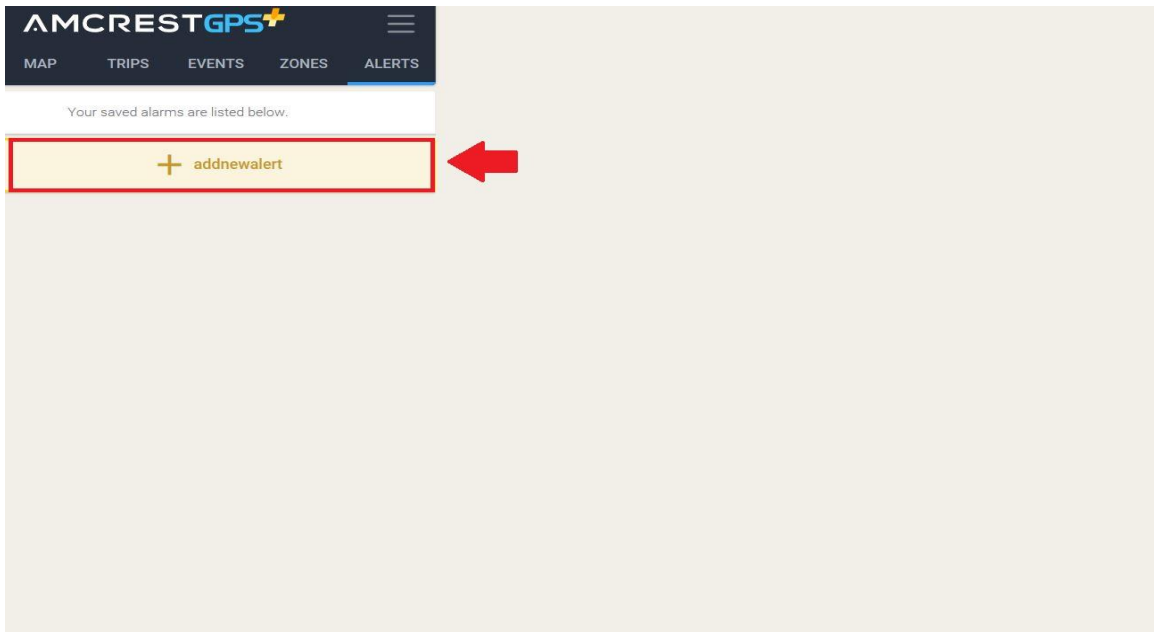 AMCRESTGPS+
MAP TRIPS EVENTS ZONES ALERTS
Your saved alarms are listed below.
+ addnewalert